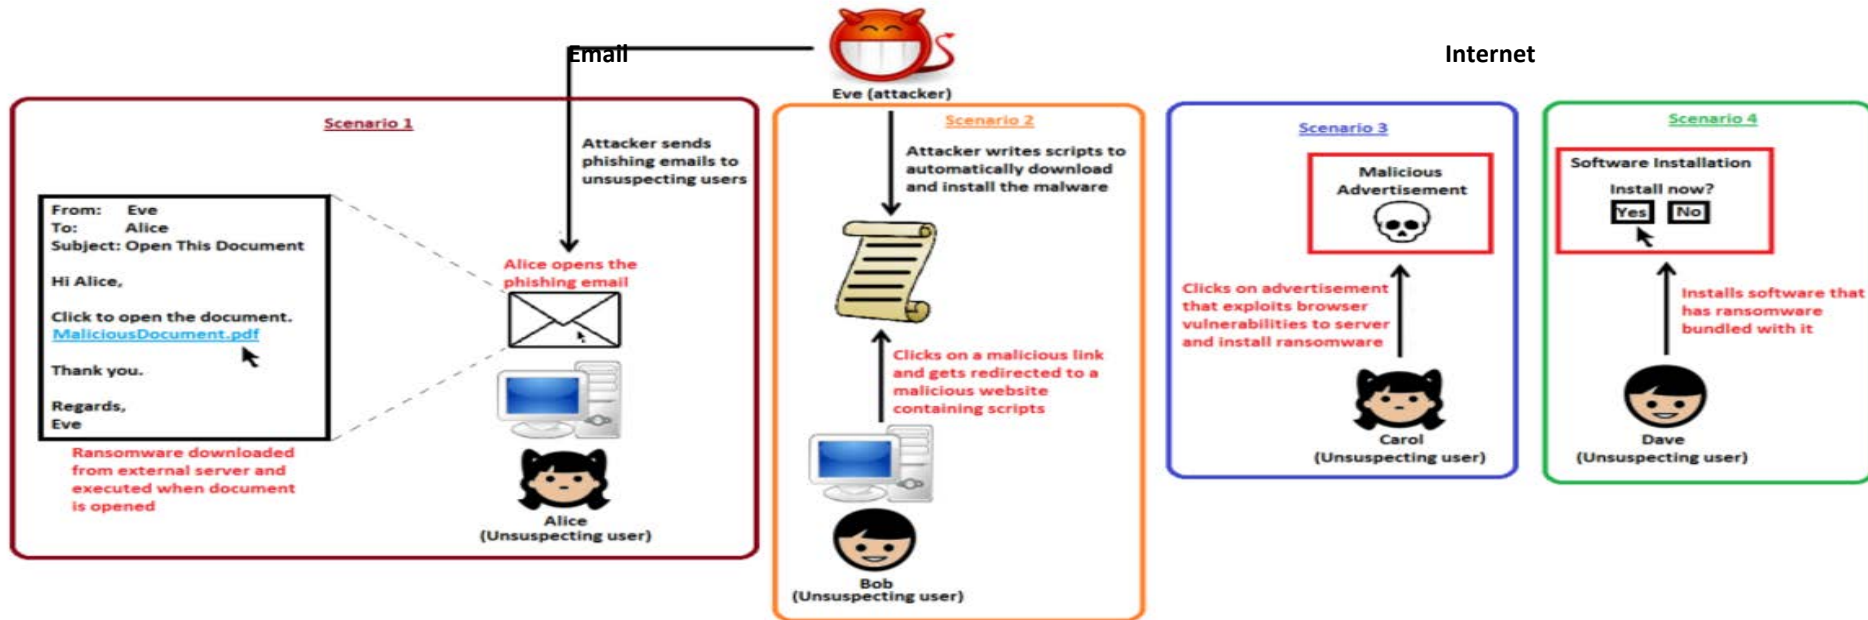 Email
Internet
Eve (attacker)
Scenario 1
Attacker sends
phishing emails to
unsuspecting users
From: Eve
To: Alice
Subject: Open This Document
Hi Alice,
Click to open the document.
MaliciousDocument.pdf
Thank you.
Regards,
Eve
Ransomware downloaded
from external server and
executed when document
is opened
Alice opens the
phishing email
Alice
(Unsuspecting user)
Scenario 2
Attacker writes scripts to
automatically download
and install the malware
Clicks on a malicious link
and gets redirected to a
malicious website
containing scripts
Bob
(Unsuspecting user)
Scenario 3
Malicious
Advertisement
Clicks on advertisement
that exploits browser
vulnerabilities to server
and install ransomware
Carol
(Unsuspecting user)
Scenario 4
Software Installation
Install now?
Yes No
Installs software that
has ransomware
bundled with it
Dave
(Unsuspecting user)